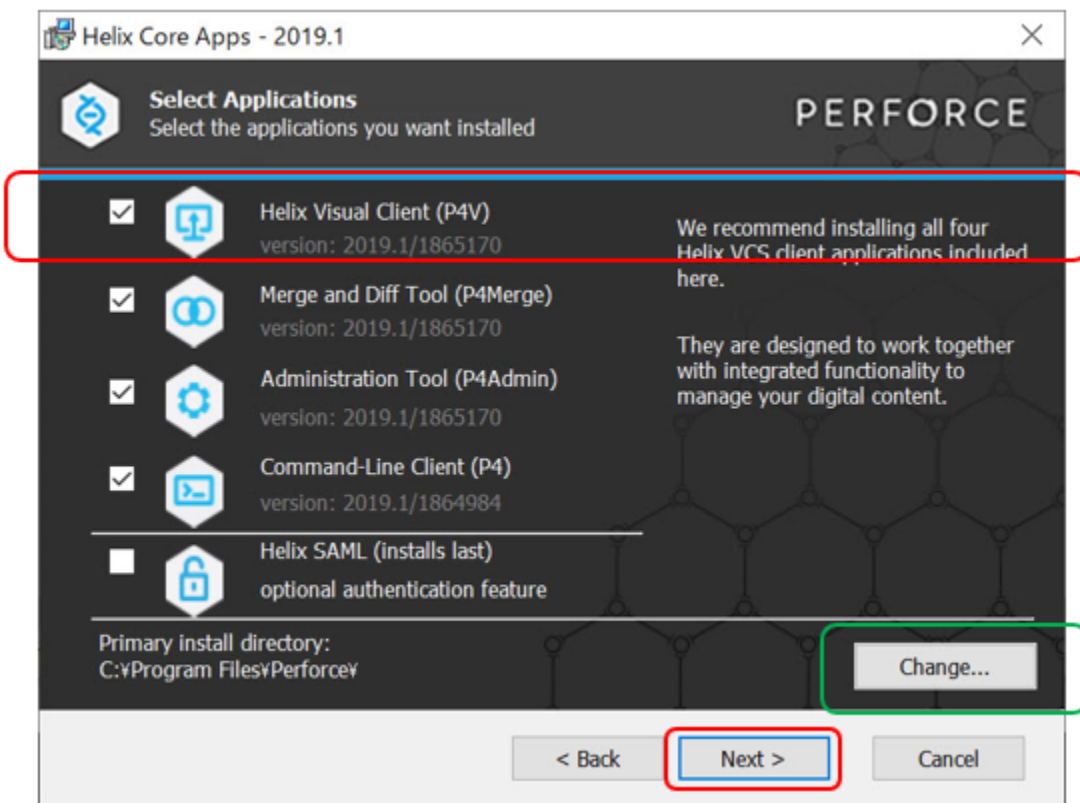 Helix Core Apps - 2019.1
Select Applications
Select the applications you want installed
PERFORCE
Helix Visual Client (P4V)
version: 2019.1/1865170
Merge and Diff Tool (P4Merge)
version: 2019.1/1865170
Administration Tool (P4Admin)
version: 2019.1/1865170
Command-Line Client (P4)
version: 2019.1/1864984
Helix SAML (installs last)
optional authentication feature
We recommend installing all four
Helix VCS client applications included
here.
They are designed to work together
with integrated functionality to
manage your digital content.
Primary install directory:
C:¥Program Files¥Perforce¥
Change...
< Back
Next >
Cancel